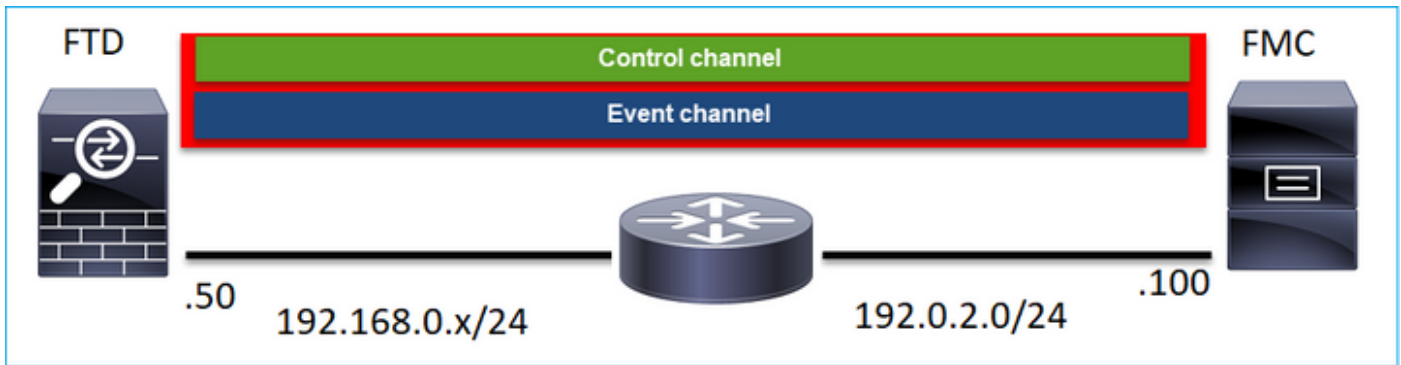 FTD
Control channel
FMC
Event channel
.50
192.168.0.x/24
192.0.2.0/24
.100